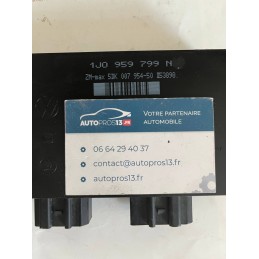 1J0 959 799 N
ZM-max 5DK 007 954-50
AUTOPROS13.FR
VOTRE PARTENAIRE
AUTOMOBILE
06 64 29 40 37
contact@autopros13.fr
autopros13.fr